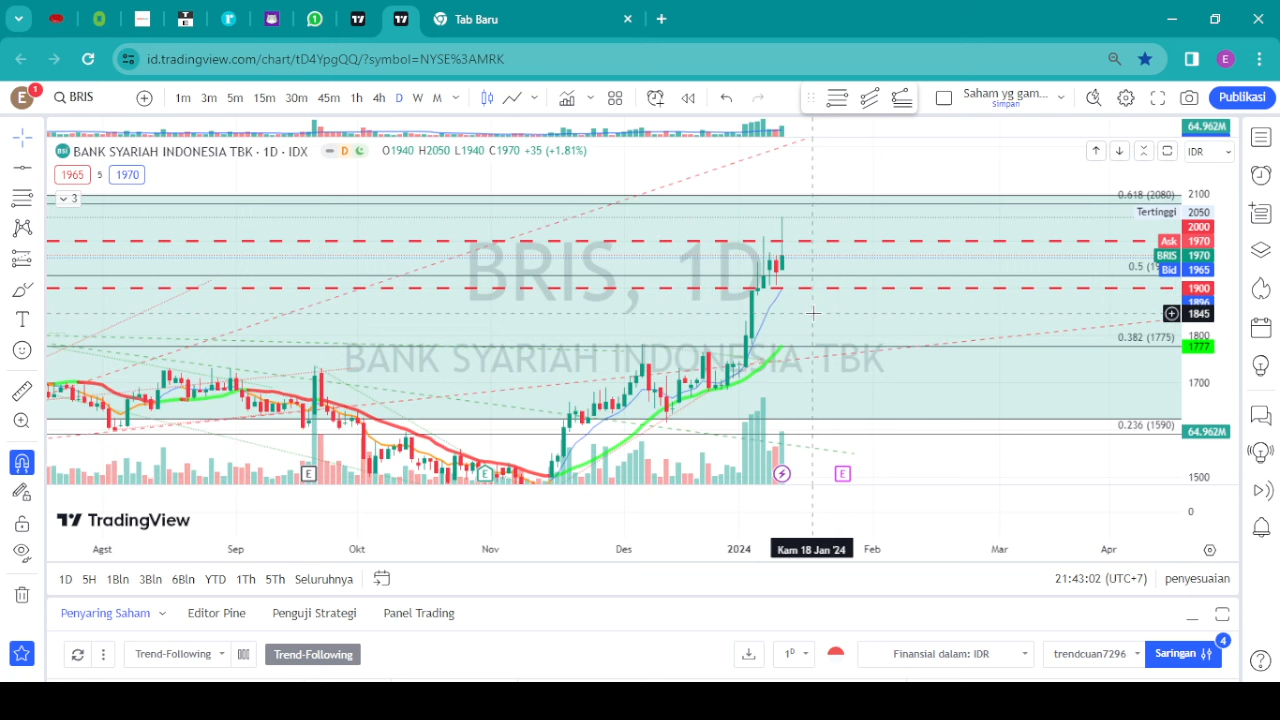 Tab Baru
id.tradingview.com/chart/tD4YpgQQ/?symbol=NYSE%3AMRK
E
E 1
BRIS
1m 3m 5m 15m 30m 45m 1h 4h D W M
Saham yg gam...
Simpan
Publikasi
64.962M
BANK SYARIAH INDONESIA TBK · 1D · IDX
D
O1940 H2050 L1940 C1970 +35 (+1.81%)
IDR
1965 5 1970
3
0.618 (2080) 2100
Tertinggi 2050
2000
Ask 1970
BRIS 1970
Bid 1965
1900
1845
0.382 (1775) 1800
1777
1700
0.236 (1590)
64.962M
1500
0
BRIS, 1D
BANK SYARIAH INDONESIA TBK
E E E
TradingView
Agst Sep Okt Nov Des 2024 Kam 18 Jan '24 Feb Mar Apr
1D 5H 1Bln 3Bln 6Bln YTD 1Th 5Th Seluruhnya
21:43:02 (UTC+7) penyesuaian
Penyaring Saham Editor Pine Penguji Strategi Panel Trading
Trend-Following Trend-Following
1D
Finansial dalam: IDR
trendcuan7296
Saringan
4